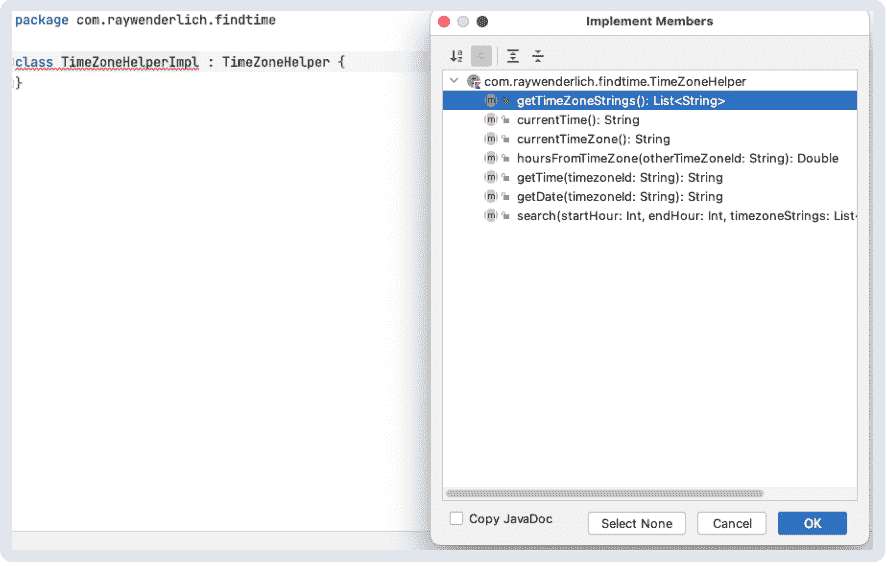 package com.raywenderlich.findtime
class TimeZoneHelperImpl : TimeZoneHelper {
}
Implement Members
com.raywenderlich.findtime.TimeZoneHelper
getTimeZoneStrings(): List<String>
currentTime(): String
currentTimeZone(): String
hoursFromTimeZone(otherTimeZoneId: String): Double
getTime(timezoneId: String): String
getDate(timezoneId: String): String
search(startHour: Int, endHour: Int, timezoneStrings: List<
Copy JavaDoc
Select None
Cancel
OK